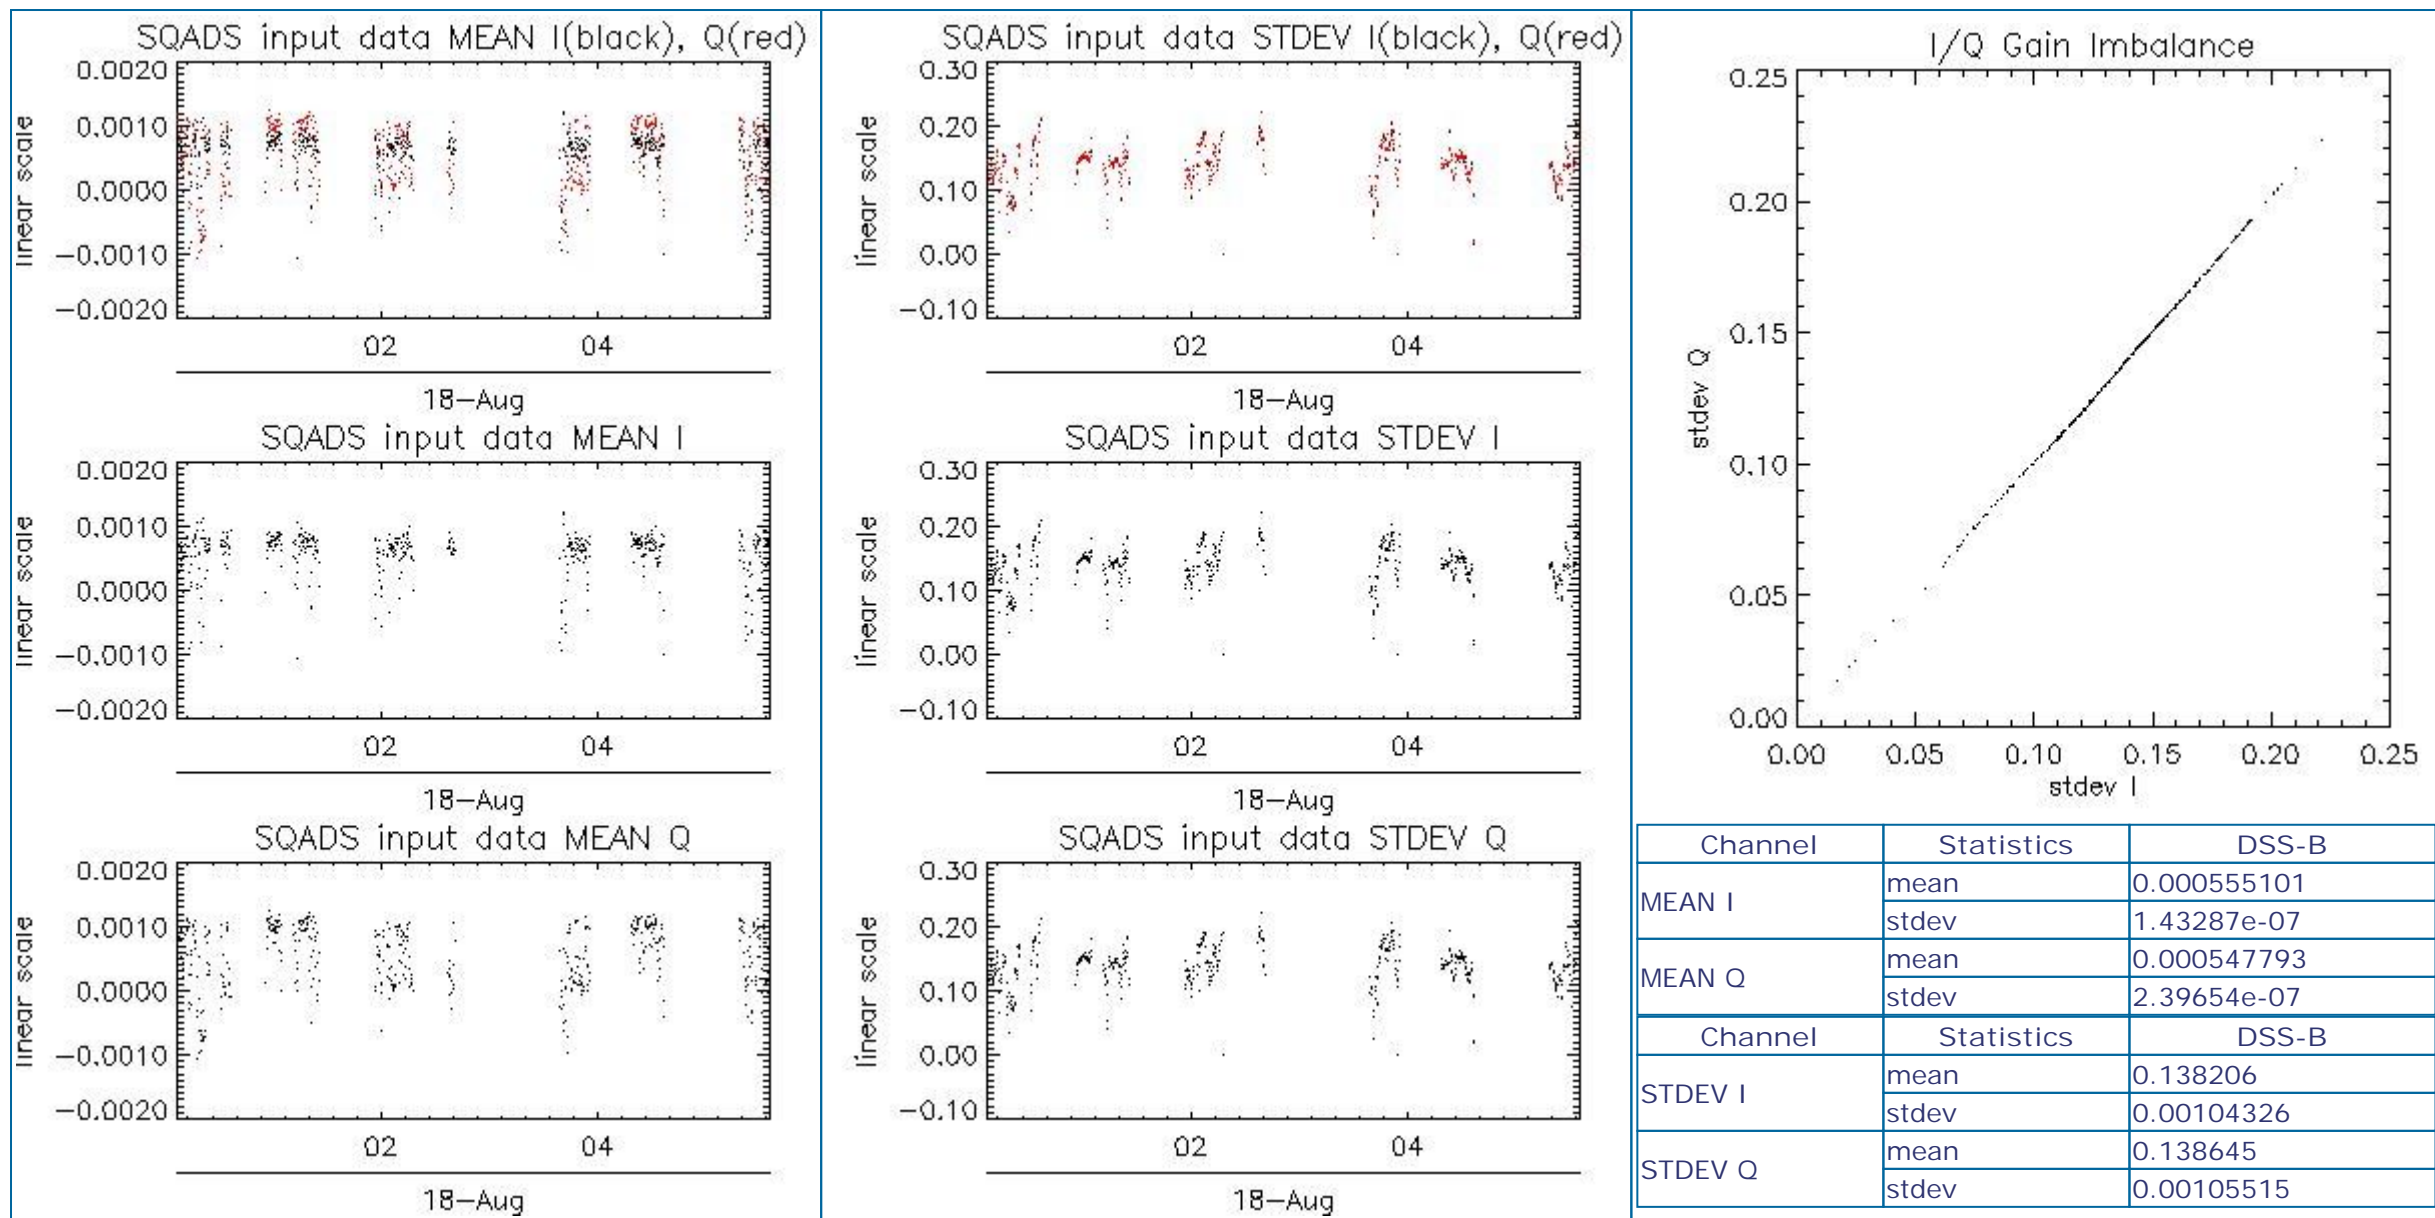 SQADS input data MEAN I(black), Q(red)
0.0020
0.0010
0.0000
-0.0010
-0.0020
linear scale
02 04
18-Aug
SQADS input data MEAN I
0.0020
0.0010
0.0000
-0.0010
-0.0020
linear scale
02 04
18-Aug
SQADS input data MEAN Q
0.0020
0.0010
0.0000
-0.0010
-0.0020
linear scale
02 04
18-Aug
SQADS input data STDEV I(black), Q(red)
0.30
0.20
0.10
0.00
-0.10
linear scale
02 04
18-Aug
SQADS input data STDEV I
0.30
0.20
0.10
0.00
-0.10
linear scale
02 04
18-Aug
SQADS input data STDEV Q
0.30
0.20
0.10
0.00
-0.10
linear scale
02 04
18-Aug
I/Q Gain Imbalance
0.25
0.20
0.15
0.10
0.05
0.00
stdev Q
0.00 0.05 0.10 0.15 0.20 0.25
stdev I
Channel Statistics DSS-B
MEAN I
mean 0.000555101
stdev 1.43287e-07
MEAN Q
mean 0.000547793
stdev 2.39654e-07
Channel Statistics DSS-B
STDEV I
mean 0.138206
stdev 0.00104326
STDEV Q
mean 0.138645
stdev 0.00105515